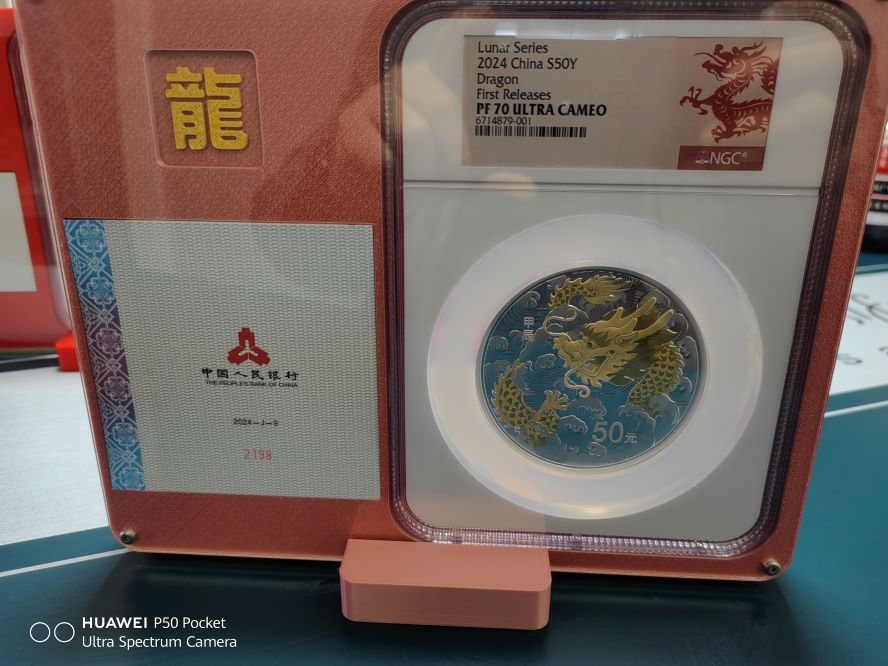 龍
Lunar Series
2024 China S50Y
Dragon
First Releases
PF 70 ULTRA CAMEO
6714879-001
NGC
中国人民银行
THE PEOPLE'S BANK OF CHINA
2024-J-9
2198
甲辰
50元
HUAWEI P50 Pocket
Ultra Spectrum Camera